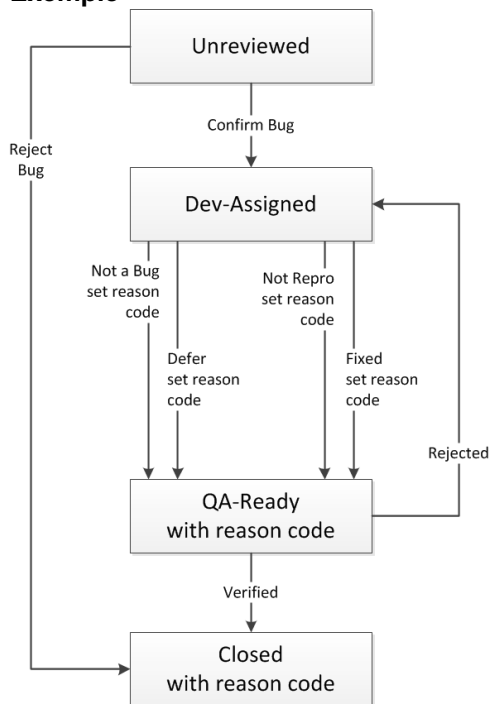 Example
Unreviewed
Confirm Bug
Reject
Bug
Dev-Assigned
Not a Bug
set reason
code
Not Repro
set reason
code
Defer
set reason
code
Fixed
set reason
code
Rejected
QA-Ready
with reason code
Verified
Closed
with reason code